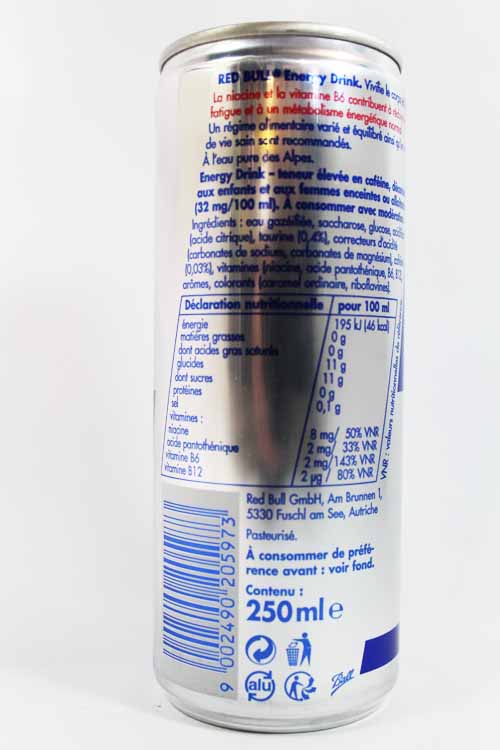 RED BULL® Energy Drink. Vivifie le corps
La niacine et la vitamine B6 contribuent à
fatigue et à un métabolisme énergétique normal
Un régime alimentaire varié et équilibré ainsi
de vie sain sont recommandés.
À l'eau pure des Alpes.
Energy Drink – teneur élevée en caféine,
aux enfants et aux femmes enceintes ou
(32 mg/100 ml). À consommer avec modération
Ingrédients : eau gazéifiée, saccharose, glucose,
(acide citrique), taurine (0,4%), correcteurs d'acidité
(carbonates de sodium, carbonates de magnésium),
(0,03%), vitamines (niacine, acide pantothénique, B6, B12,
arômes, colorants (caramel ordinaire, riboflavines).
Déclaration nutritionnelle pour 100 ml
énergie 195 kJ (46 kcal)
matières grasses 0 g
dont acides gras saturés 0 g
glucides 11 g
dont sucres 11 g
protéines 0 g
sel 0,1 g
vitamines :
niacine 8 mg/ 50% VNR
acide pantothénique 2 mg/ 33% VNR
vitamine B6 2 mg/143% VNR
vitamine B12 2 µg / 80% VNR
VNR : valeurs nutritionnelles de référence
Red Bull GmbH, Am Brunnen 1,
5330 Fuschl am See, Autriche
Pasteurisé.
À consommer de préfé-
rence avant : voir fond.
Contenu :
250 ml e
9 002490 205973
alu
Ball